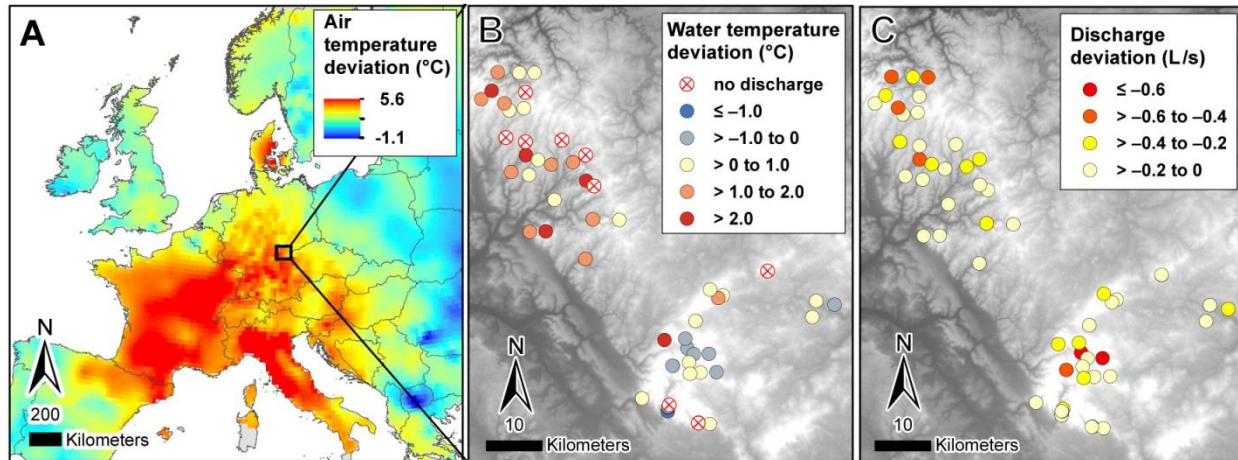 A
Air
temperature
deviation (°C)
5.6
-1.1
N
200
Kilometers
B
Water temperature
deviation (°C)
no discharge
≤ –1.0
> –1.0 to 0
> 0 to 1.0
> 1.0 to 2.0
> 2.0
N
10
Kilometers
C
Discharge
deviation (L/s)
≤ –0.6
> –0.6 to –0.4
> –0.4 to –0.2
> –0.2 to 0
N
10
Kilometers